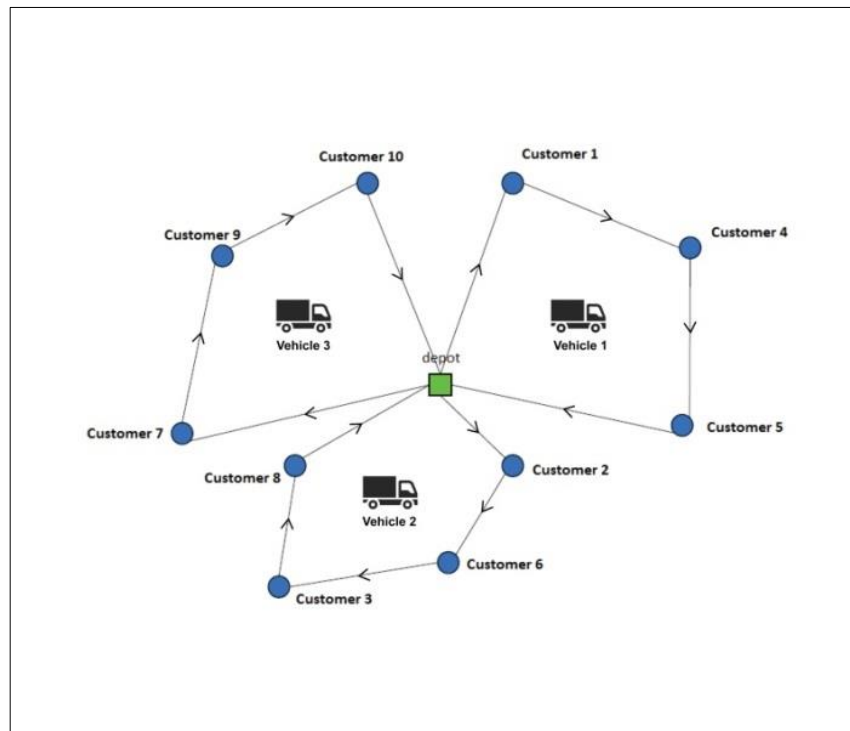 Customer 10
Customer 1
Customer 9
Customer 4
Vehicle 3
Vehicle 1
depot
Customer 7
Customer 5
Customer 8
Customer 2
Vehicle 2
Customer 6
Customer 3